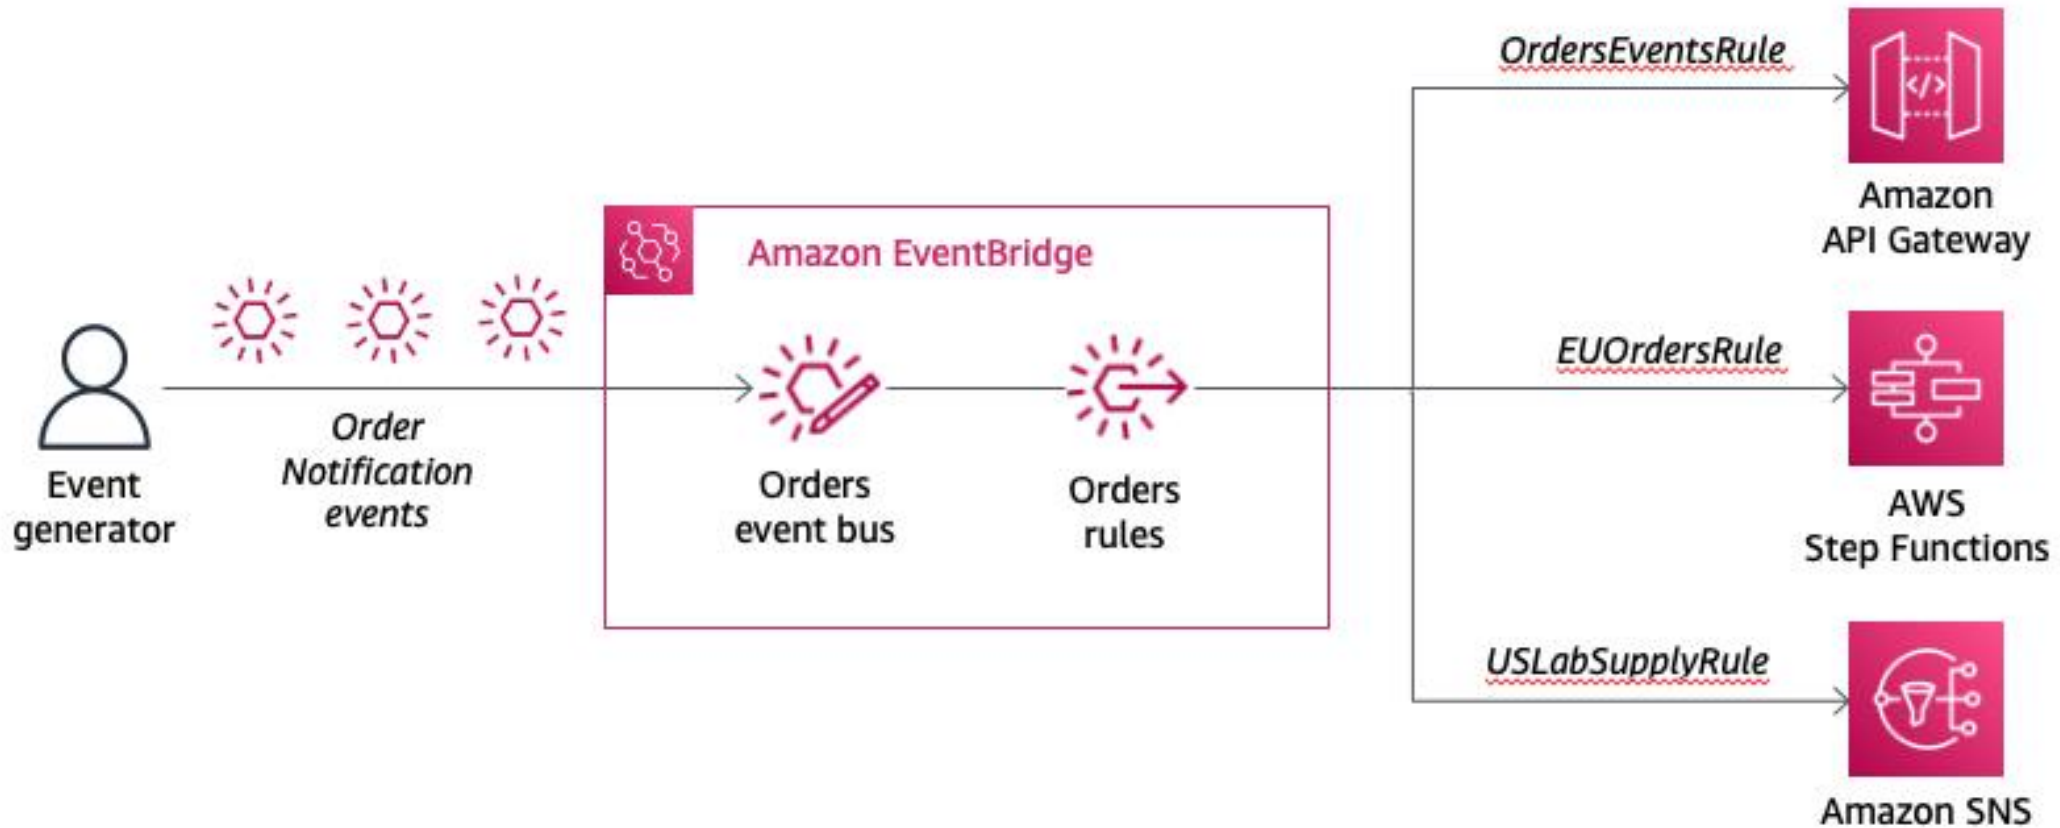 OrdersEventsRule
Amazon
API Gateway
Amazon EventBridge
EUOrdersRule
Order
Notification
events
Event
generator
Orders
event bus
Orders
rules
AWS
Step Functions
USLabSupplyRule
Amazon SNS